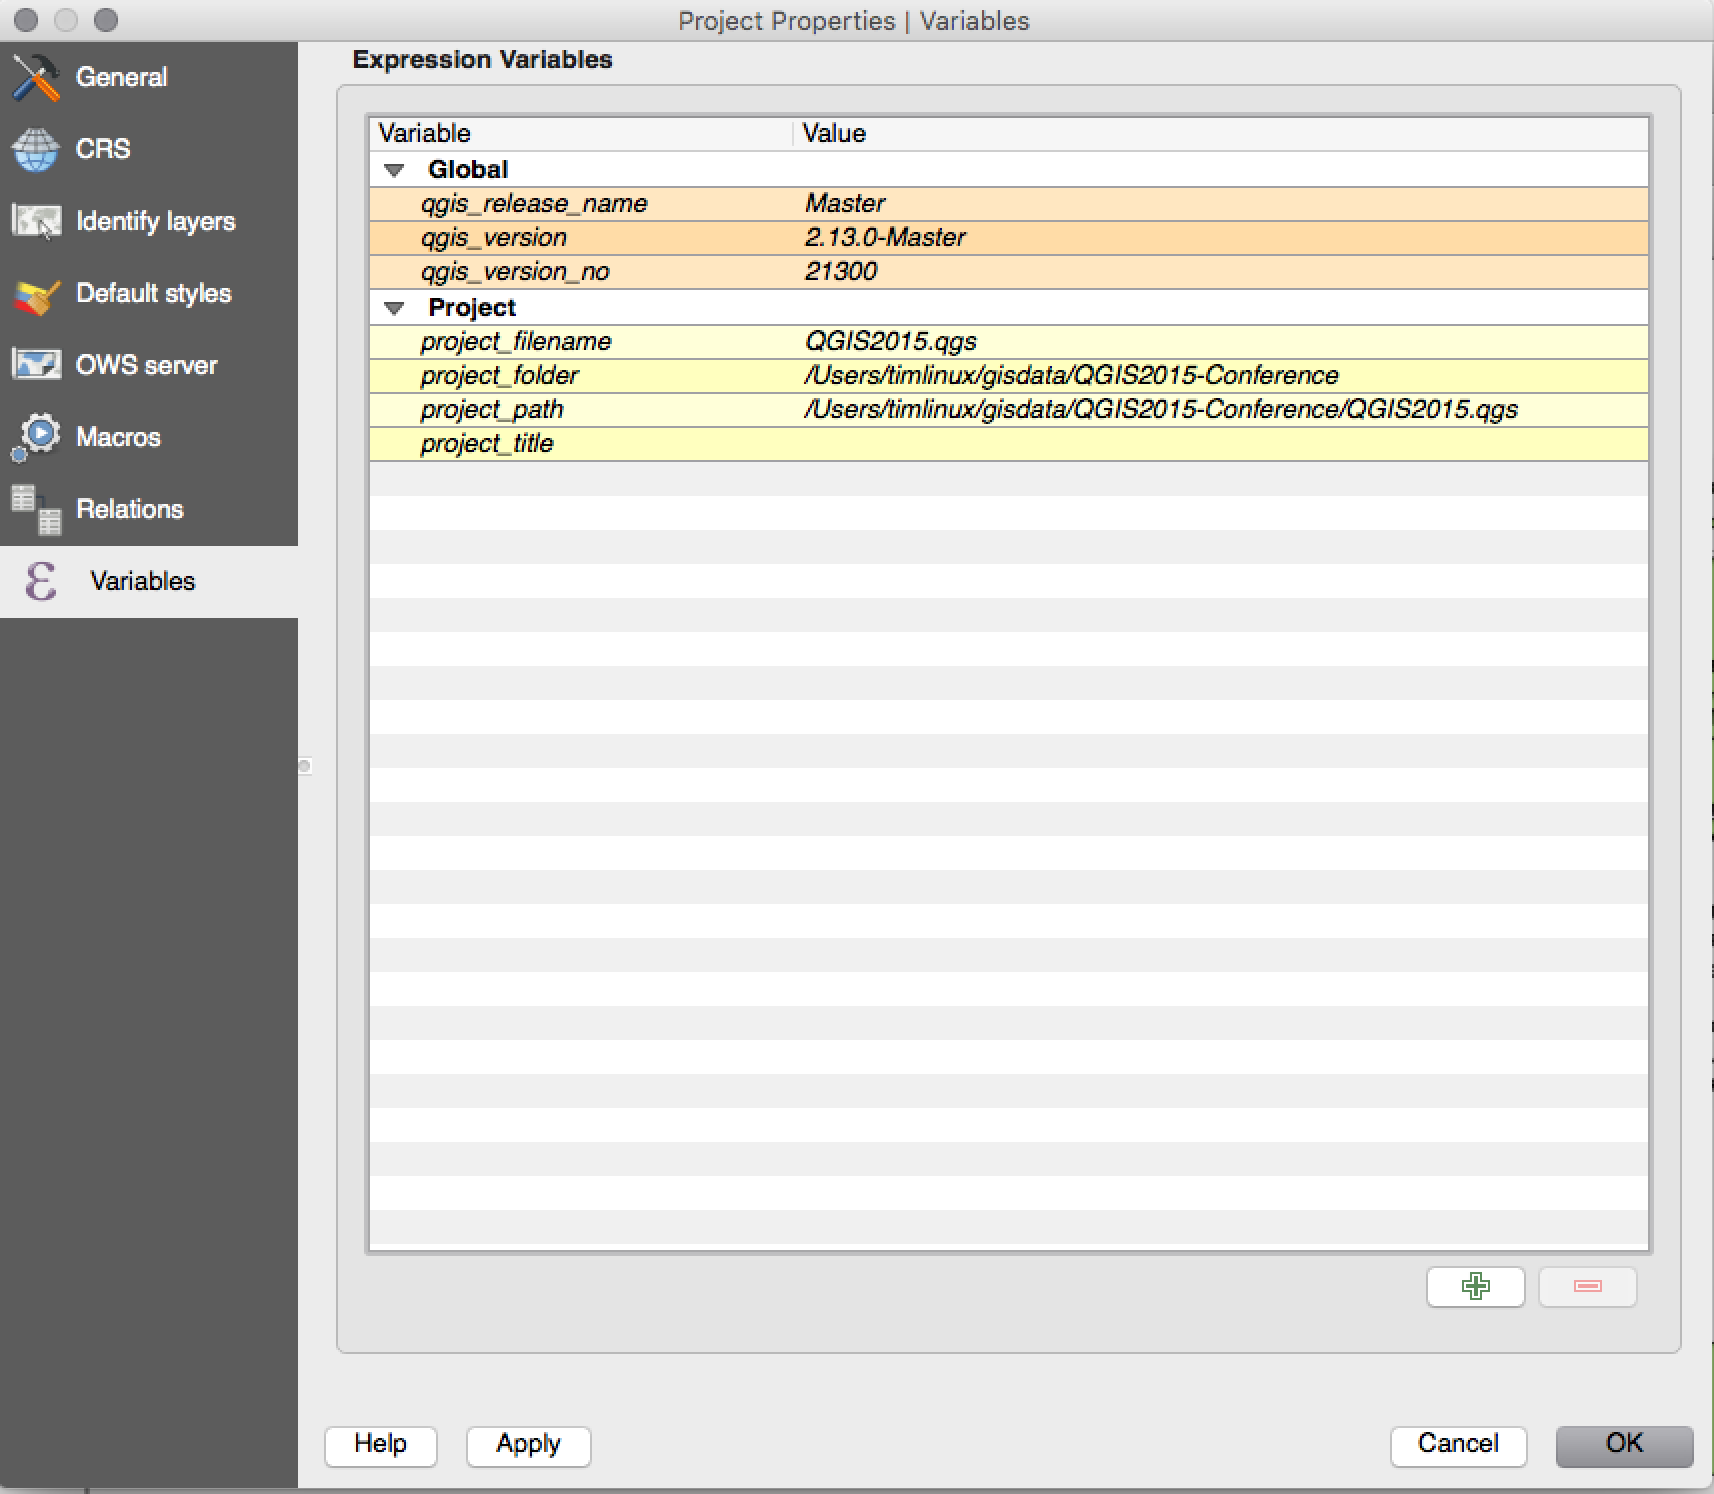 Project Properties | Variables
General
CRS
Identify layers
Default styles
OWS server
Macros
Relations
Variables
Expression Variables
Variable Value
Global
qgis_release_name Master
qgis_version 2.13.0-Master
qgis_version_no 21300
Project
project_filename QGIS2015.qgs
project_folder /Users/timlinux/gisdata/QGIS2015-Conference
project_path /Users/timlinux/gisdata/QGIS2015-Conference/QGIS2015.qgs
project_title
Help Apply Cancel OK